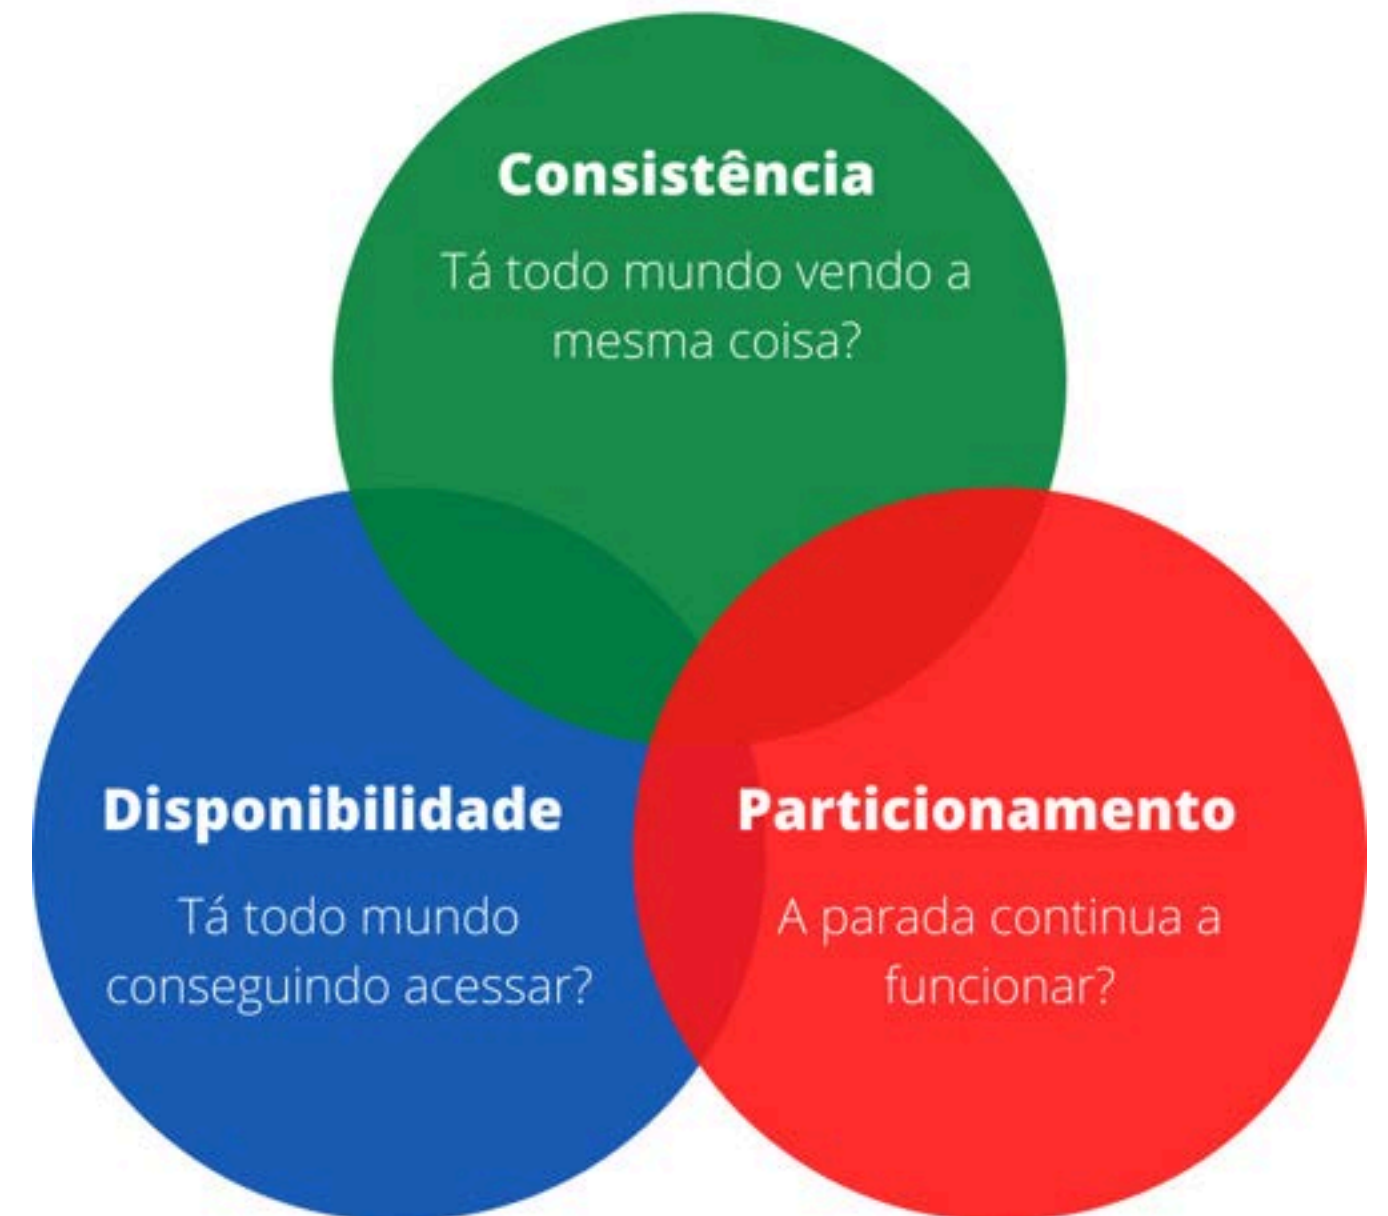 Consistência
Tá todo mundo vendo a
mesma coisa?
Disponibilidade
Tá todo mundo
conseguindo acessar?
Particionamento
A parada continua a
funcionar?